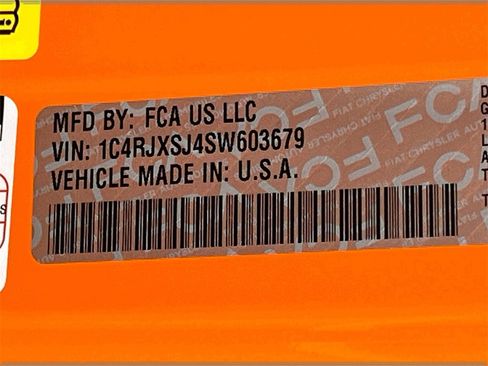 MFD BY: FCA US LLC
VIN: 1C4RJXSJ4SW603679
VEHICLE MADE IN: U.S.A.